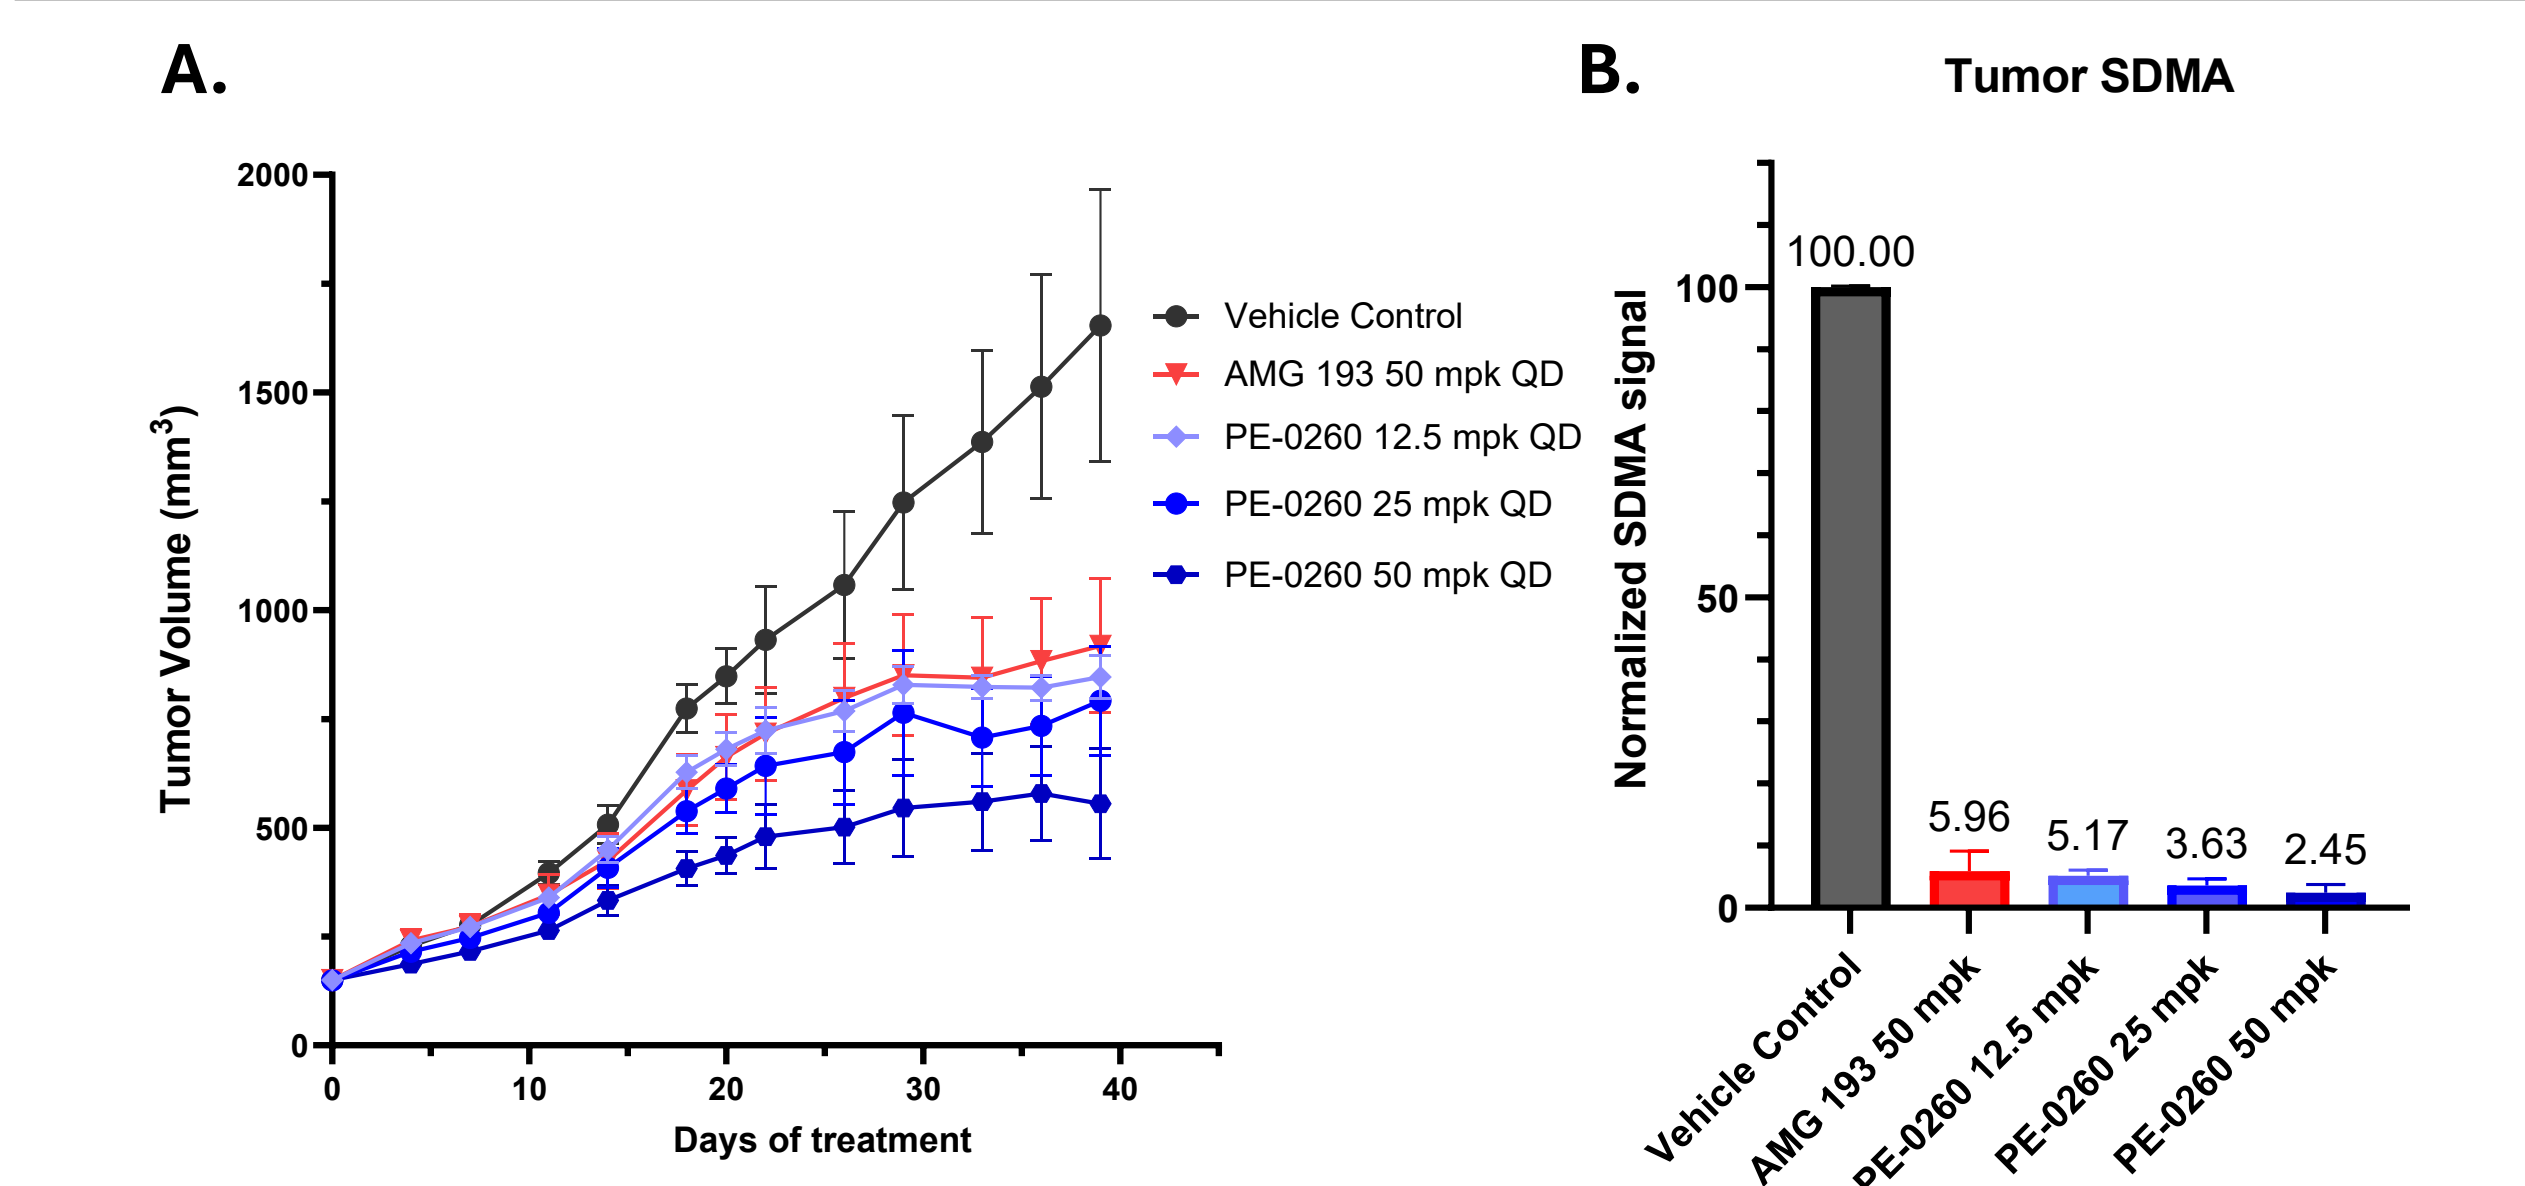 A.
2000
1500
1000
500
0
0 10 20 30 40
Tumor Volume (mm³)
Days of treatment
Vehicle Control
AMG 193 50 mpk QD
PE-0260 12.5 mpk QD
PE-0260 25 mpk QD
PE-0260 50 mpk QD
B.
Tumor SDMA
Normalized SDMA signal
100
50
0
100.00
5.96
5.17
3.63
2.45
Vehicle Control
AMG 193 50 mpk
PE-0260 12.5 mpk
PE-0260 25 mpk
PE-0260 50 mpk